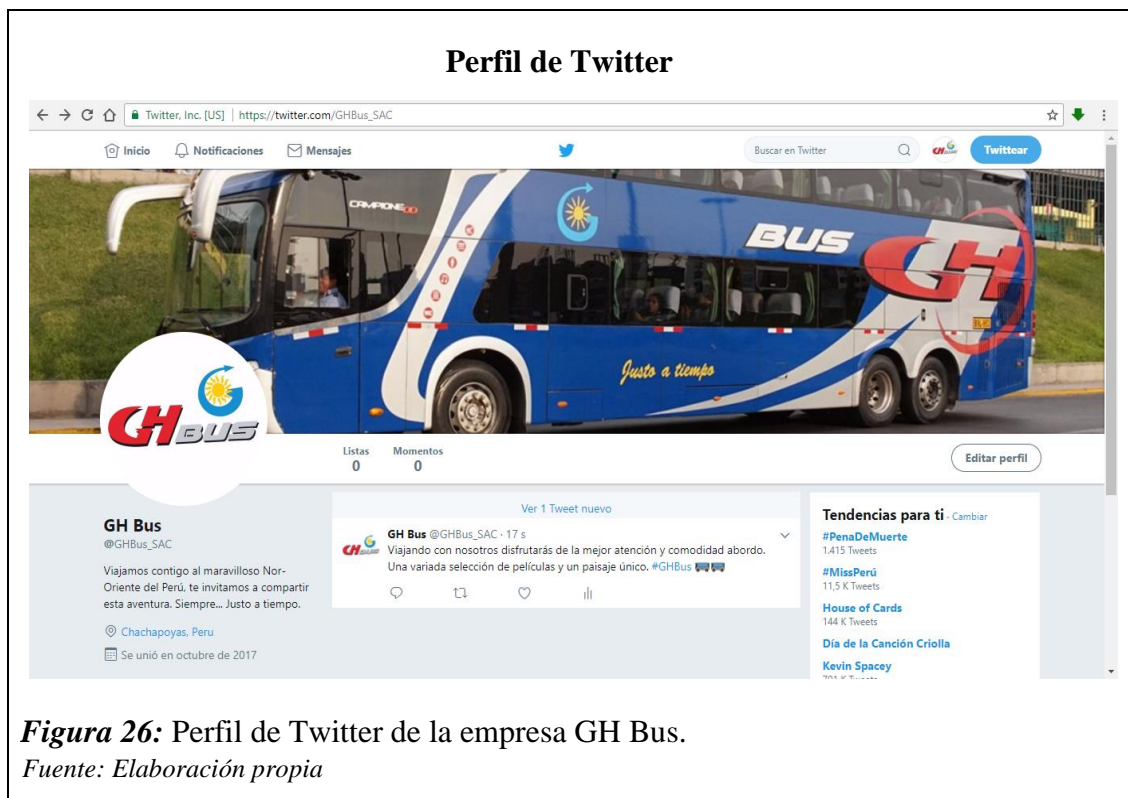 Perfil de Twitter
Twitter, Inc. [US] | https://twitter.com/GHBus_SAC
Inicio Notificaciones Mensajes Buscar en Twitter GH BUS Twittear
CAMPIONE
BUS GH
Justo a tiempo
GH BUS
Listas Momentos
0 0
Editar perfil
GH Bus
@GHBus_SAC
Viajamos contigo al maravilloso Nor-
Oriente del Perú, te invitamos a compartir
esta aventura. Siempre... Justo a tiempo.
Chachapoyas, Peru
Se unió en octubre de 2017
Ver 1 Tweet nuevo
GH Bus @GHBus_SAC · 17 s
Viajando con nosotros disfrutarás de la mejor atención y comodidad abordo.
Una variada selección de películas y un paisaje único. #GHBus
Tendencias para ti · Cambiar
#PenaDeMuerte
1.415 Tweets
#MissPerú
11,5 K Tweets
House of Cards
144 K Tweets
Día de la Canción Criolla
Kevin Spacey
Figura 26: Perfil de Twitter de la empresa GH Bus.
Fuente: Elaboración propia